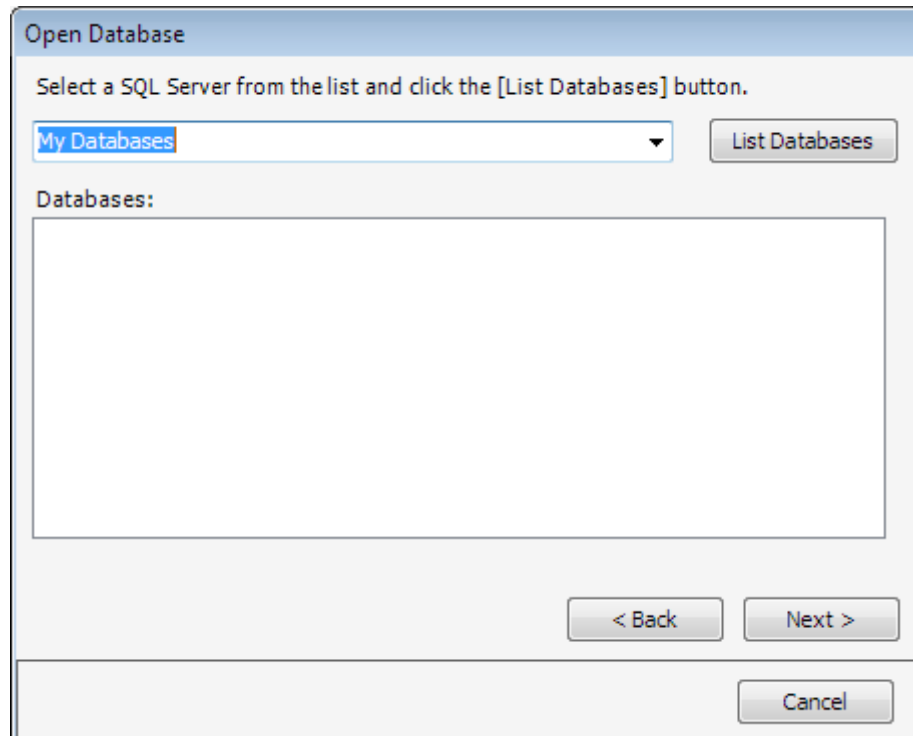 Open Database
Select a SQL Server from the list and click the [List Databases] button.
My Databases
List Databases
Databases:
< Back
Next >
Cancel